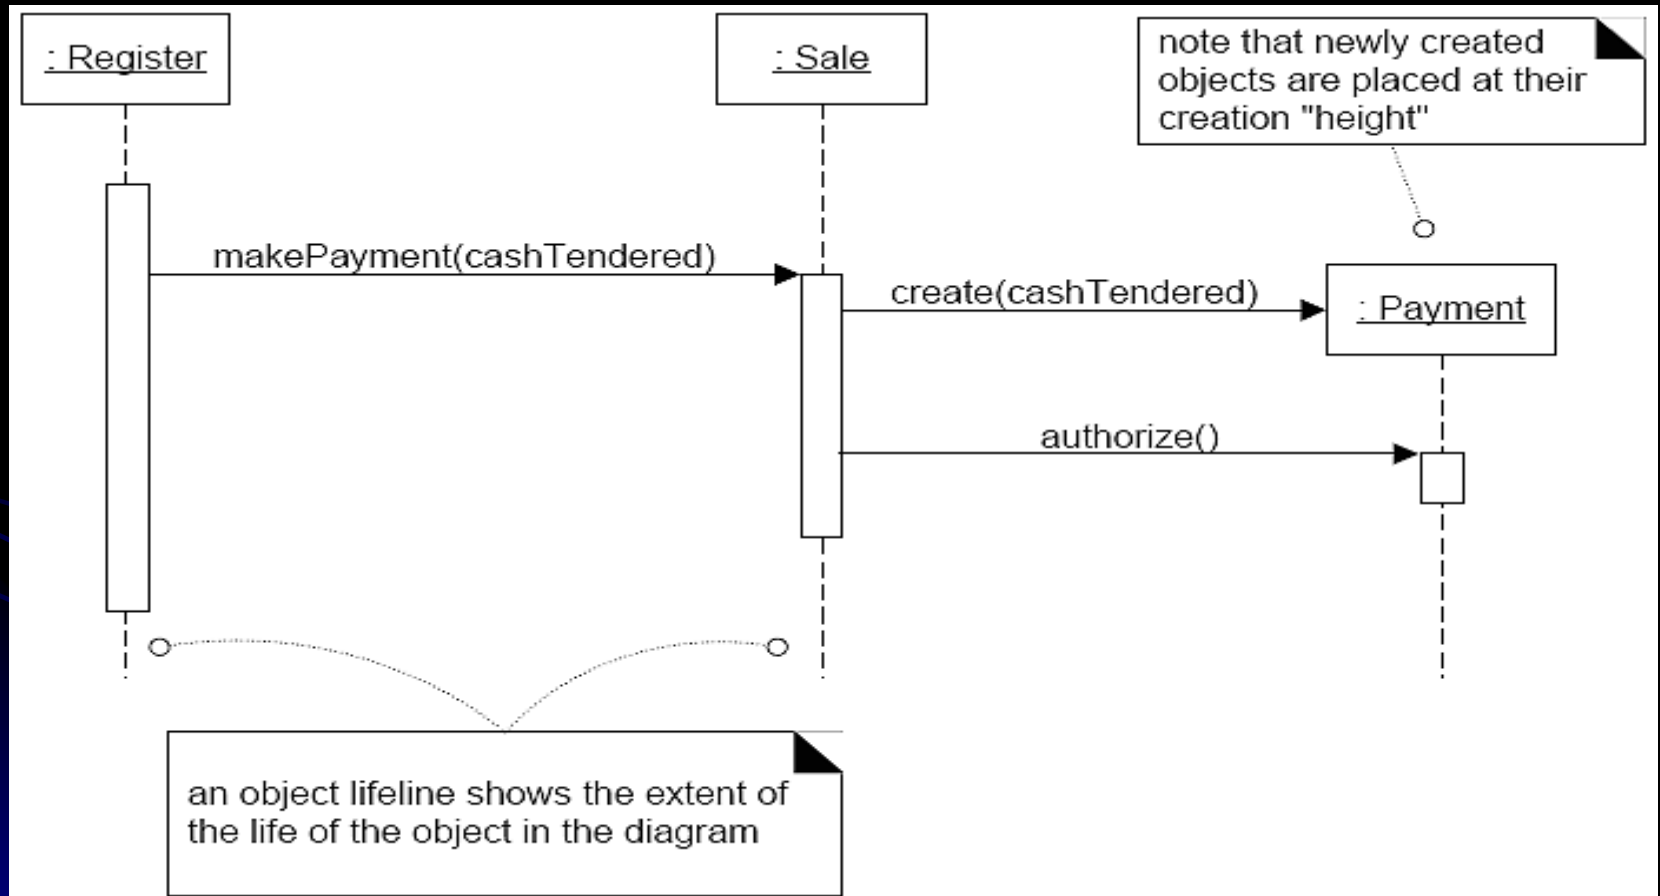 : Register
: Sale
note that newly created
objects are placed at their
creation "height"
makePayment(cashTendered)
create(cashTendered)
: Payment
authorize()
an object lifeline shows the extent of
the life of the object in the diagram